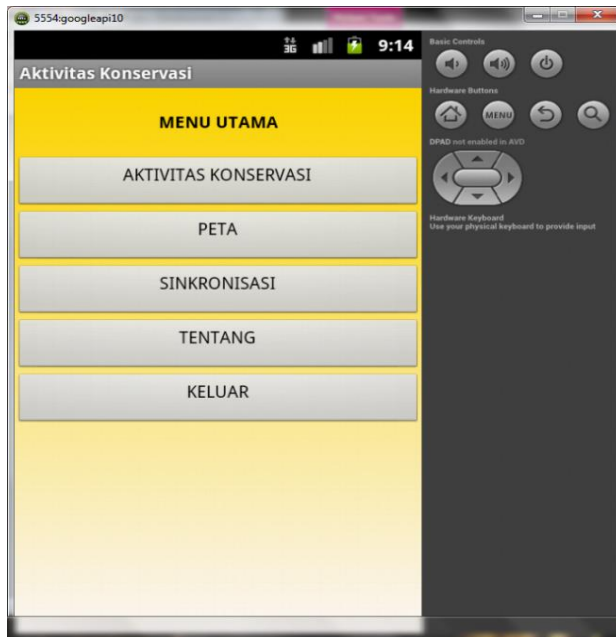 5554:googleapi10
3G 9:14
Aktivitas Konservasi
MENU UTAMA
AKTIVITAS KONSERVASI
PETA
SINKRONISASI
TENTANG
KELUAR
Basic Controls
Hardware Buttons
MENU
DPAD not enabled in AVD
Hardware Keyboard
Use your physical keyboard to provide input